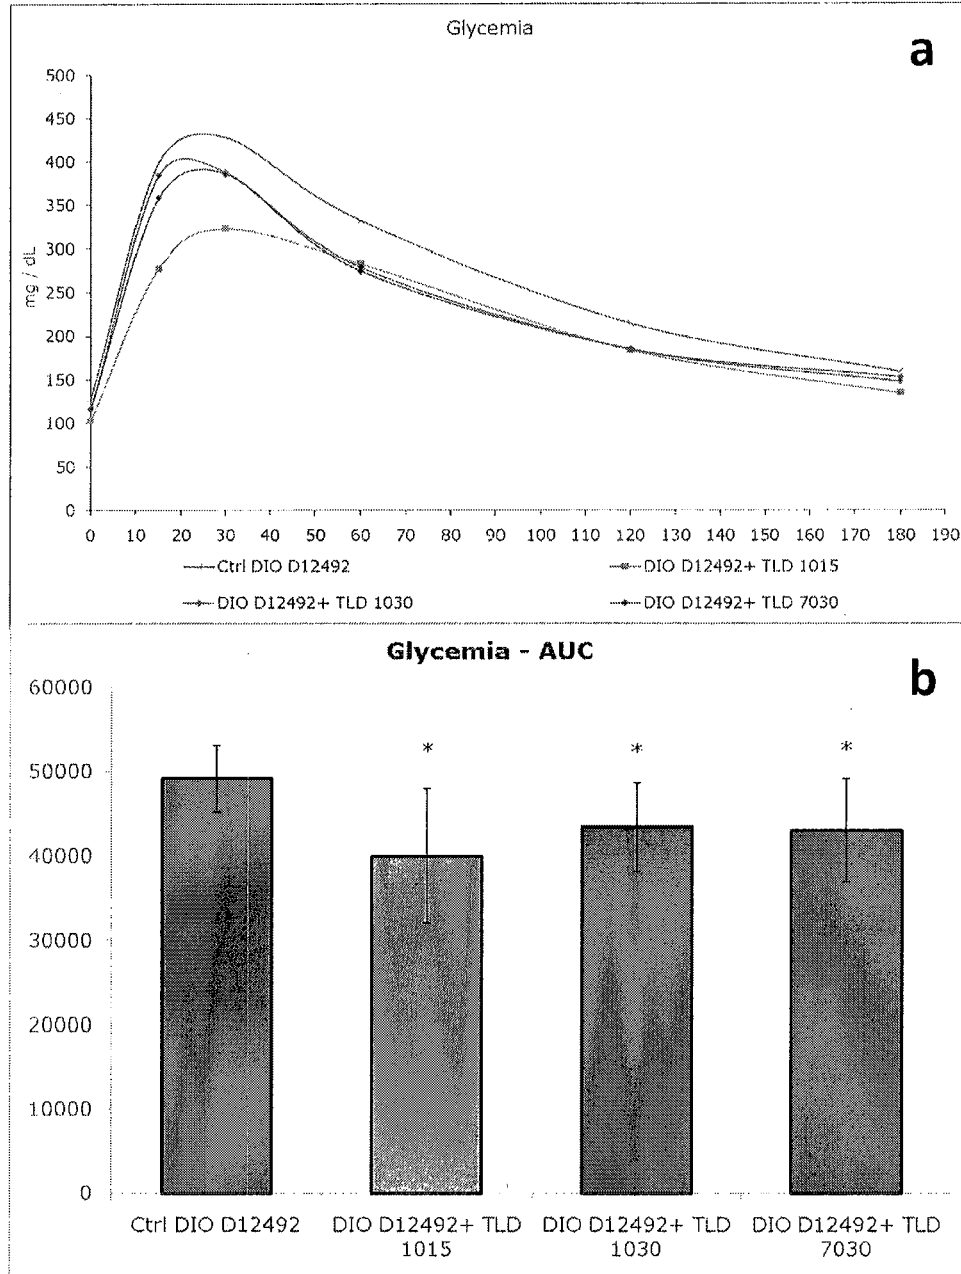 Glycemia
a
500
450
400
350
300
250
200
150
100
50
0
mg / dL
0 10 20 30 40 50 60 70 80 90 100 110 120 130 140 150 160 170 180 190
Ctrl DIO D12492 DIO D12492+ TLD 1015
DIO D12492+ TLD 1030 DIO D12492+ TLD 7030
Glycemia - AUC
b
60000
50000
40000
30000
20000
10000
0
* * *
Ctrl DIO D12492 DIO D12492+ TLD DIO D12492+ TLD DIO D12492+ TLD
1015 1030 7030